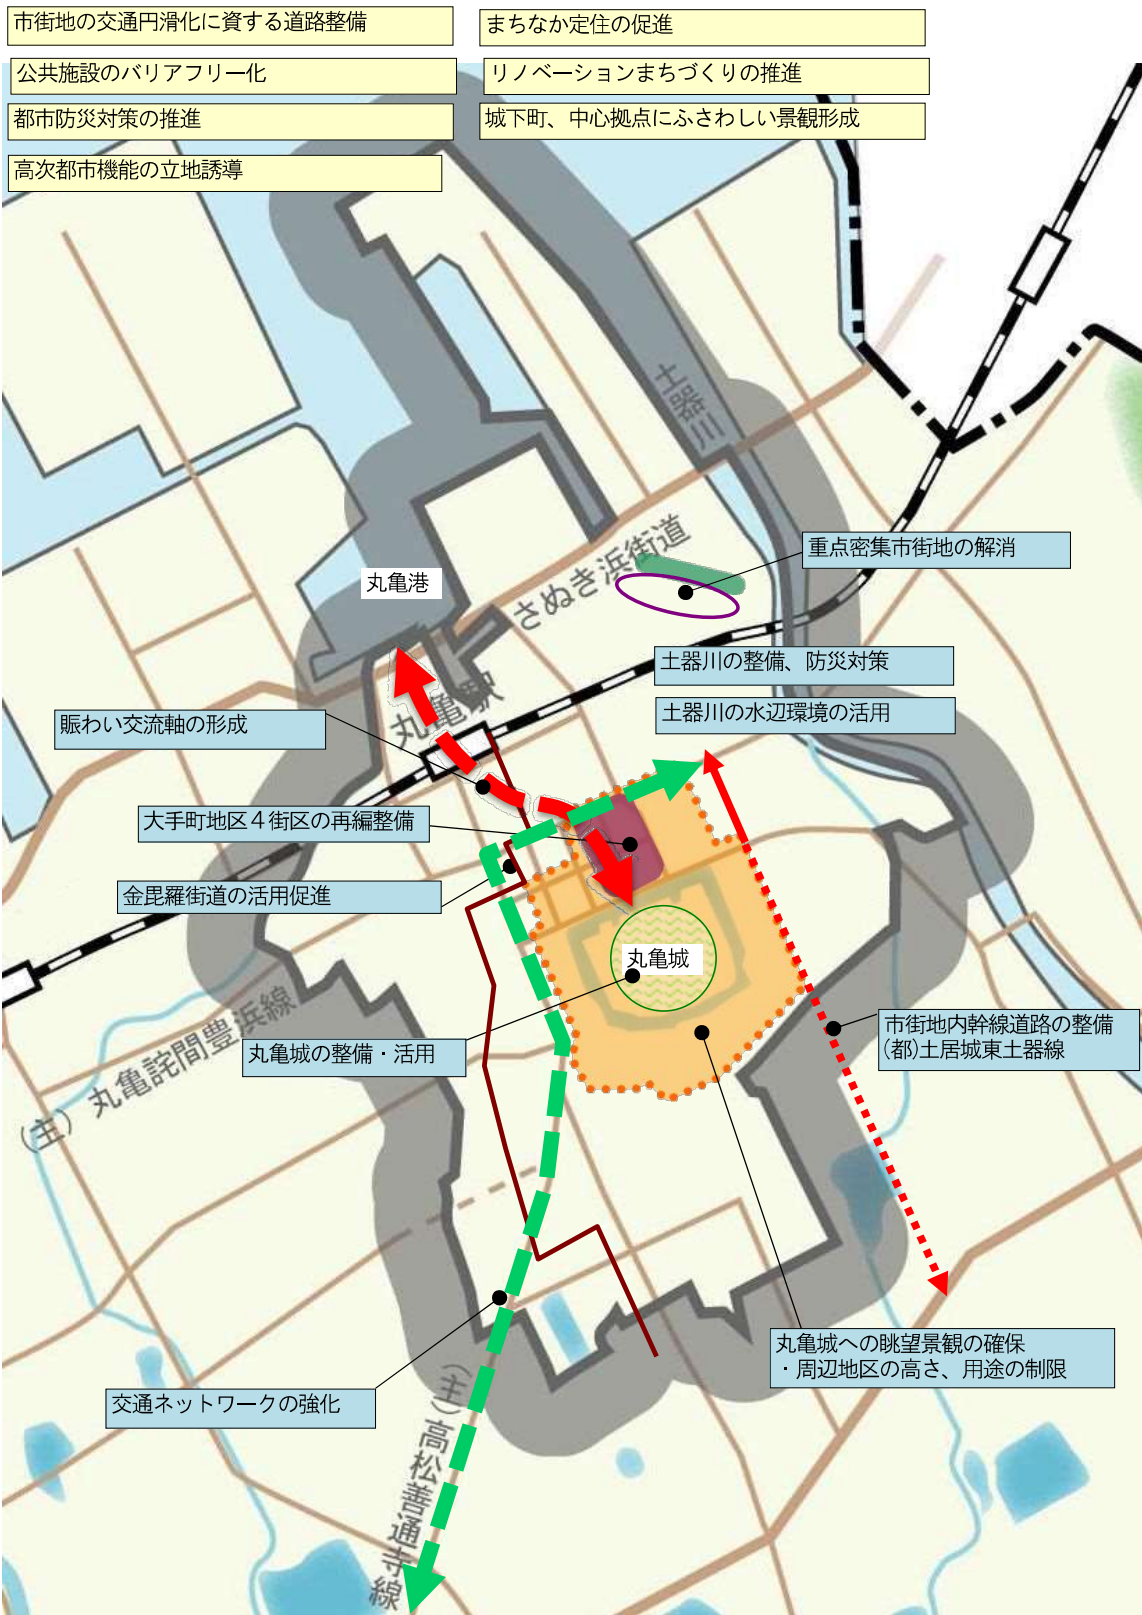 市街地の交通円滑化に資する道路整備
まちなか定住の促進
公共施設のバリアフリー化
リノベーションまちづくりの推進
都市防災対策の推進
城下町、中心拠点にふさわしい景観形成
高次都市機能の立地誘導
土器川
さぬき浜街道
重点密集市街地の解消
丸亀港
土器川の整備、防災対策
土器川の水辺環境の活用
丸亀駅
賑わい交流軸の形成
大手町地区４街区の再編整備
金毘羅街道の活用促進
丸亀城
(主) 丸亀詫間豊浜線
丸亀城の整備・活用
市街地内幹線道路の整備
(都)土居城東土器線
丸亀城への眺望景観の確保
・周辺地区の高さ、用途の制限
交通ネットワークの強化
(主)高松善通寺線